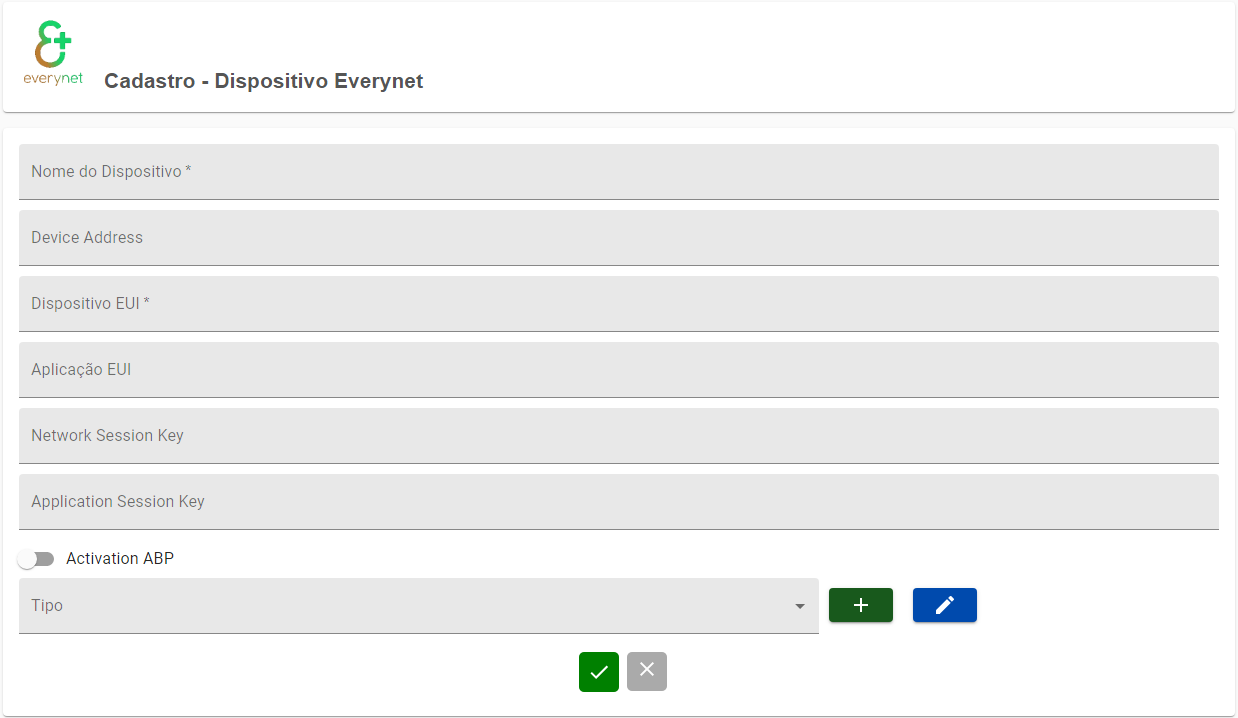 everynet
Cadastro - Dispositivo Everynet
Nome do Dispositivo *
Device Address
Dispositivo EUI *
Aplicação EUI
Network Session Key
Application Session Key
Activation ABP
Tipo